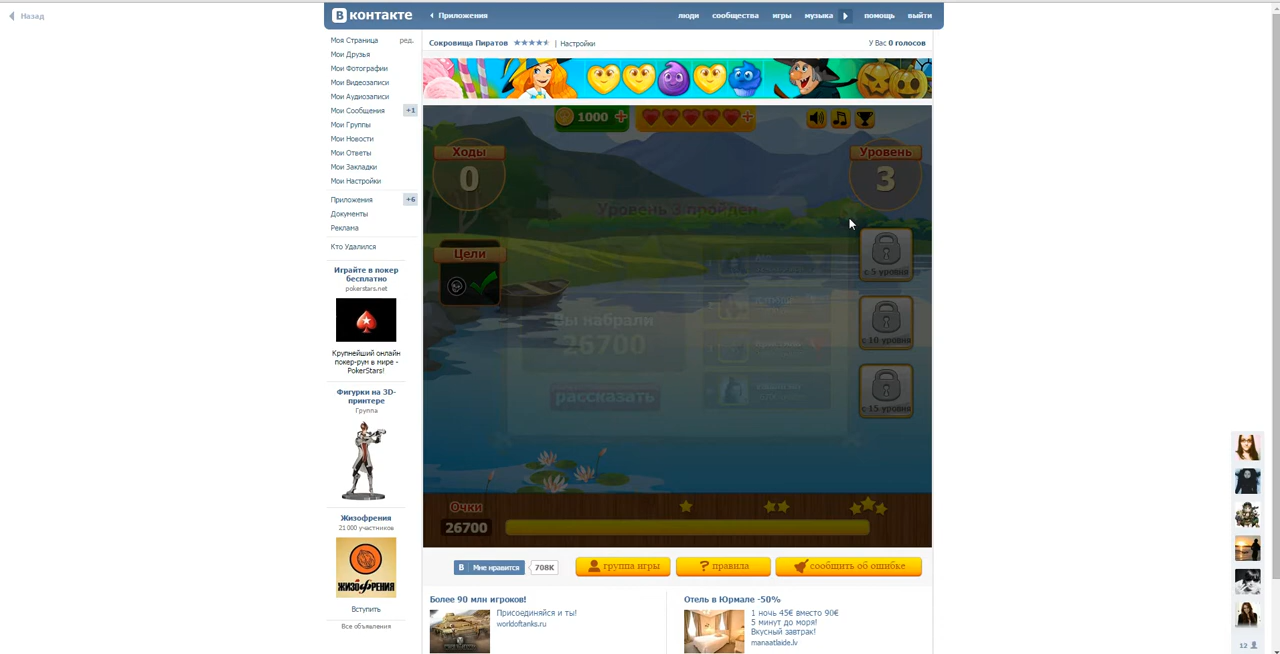 Назад
В контакте
Приложения
люди сообщества игры музыка помощь выйти
Моя Страница ред.
Мои Друзья
Мои Фотографии
Мои Видеозаписи
Мои Аудиозаписи
Мои Сообщения +1
Мои Группы
Мои Новости
Мои Ответы
Мои Закладки
Мои Настройки
Приложения +6
Документы
Реклама
Кто Удалился
Играйте в покер
бесплатно
pokerstars.net
Крупнейший онлайн
покер-рум в мире -
PokerStars!
Фигурки на 3D-
принтере
Группа
Жизофрения
21 000 участников
ЖИЗОФРЕНИЯ
Вступить
Все объявления
Сокровища Пиратов | Настройки
У Вас 0 голосов
1000
Ходы
0
Уровень
3
Уровень 3 пройден
Цели
с 5 уровня
с 10 уровня
с 15 уровня
Вы набрали
26700
рассказать
Очки
26700
В Мне нравится 708K
группа игры
? правила
сообщить об ошибке
Более 90 млн игроков!
Присоединяйся и ты!
worldoftanks.ru
Отель в Юрмале -50%
1 ночь 45€ вместо 90€
5 минут до моря!
Вкусный завтрак!
manaatlaide.lv
12